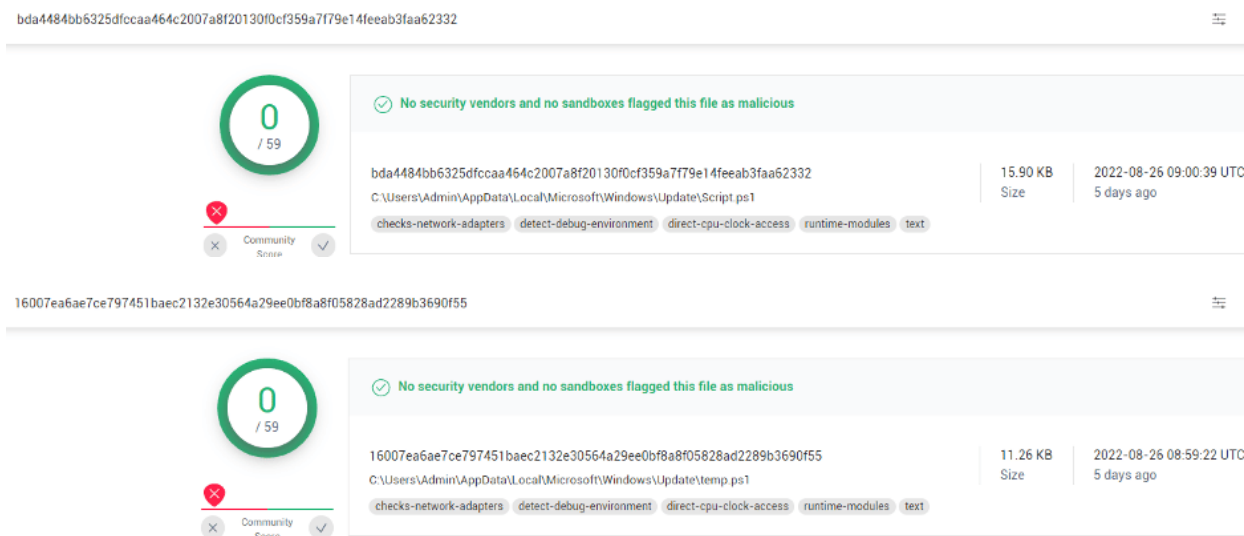 bda4484bb6325dfccaa464c2007a8f20130f0cf359a7f79e14feeab3faa62332
0
/ 59
Community
Score
No security vendors and no sandboxes flagged this file as malicious
bda4484bb6325dfccaa464c2007a8f20130f0cf359a7f79e14feeab3faa62332
C:\Users\Admin\AppData\Local\Microsoft\Windows\Update\Script.ps1
checks-network-adapters detect-debug-environment direct-cpu-clock-access runtime-modules text
15.90 KB
Size
2022-08-26 09:00:39 UTC
5 days ago
16007ea6ae7ce797451baec2132e30564a29ee0bf8a8f05828ad2289b3690f55
0
/ 59
Community
Score
No security vendors and no sandboxes flagged this file as malicious
16007ea6ae7ce797451baec2132e30564a29ee0bf8a8f05828ad2289b3690f55
C:\Users\Admin\AppData\Local\Microsoft\Windows\Update\temp.ps1
checks-network-adapters detect-debug-environment direct-cpu-clock-access runtime-modules text
11.26 KB
Size
2022-08-26 08:59:22 UTC
5 days ago